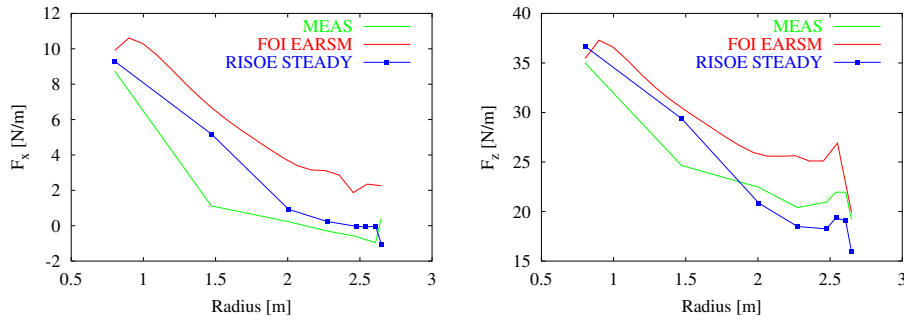 12
10
8
6
4
2
0
-2
F_x [N/m]
MEAS
FOI EARSM
RISOE STEADY
0.5 1 1.5 2 2.5 3
Radius [m]
40
35
30
25
20
15
F_z [N/m]
MEAS
FOI EARSM
RISOE STEADY
0.5 1 1.5 2 2.5 3
Radius [m]